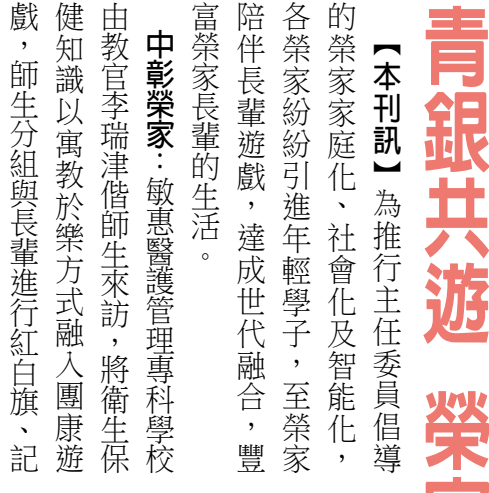 青銀共遊　榮
【本刊訊】為推行主任委員倡導
的榮家家庭化、社會化及智能化，
各榮家紛紛引進年輕學子，至榮家
陪伴長輩遊戲，達成世代融合，豐
富榮家長輩的生活。
中彰榮家：敏惠醫護管理專科學校
由教官李瑞津偕師生來訪，將衛生保
健知識以寓教於樂方式融入團康遊
戲，師生分組與長輩進行紅白旗、記